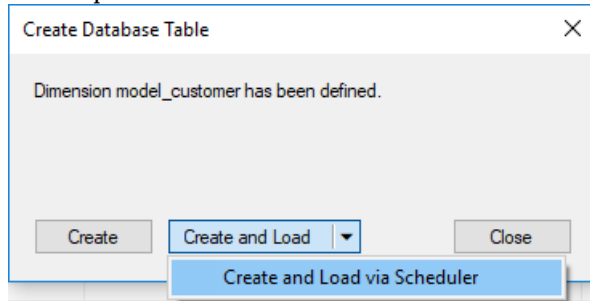 Create Database Table
Dimension model_customer has been defined.
Create Create and Load Close
Create and Load via Scheduler